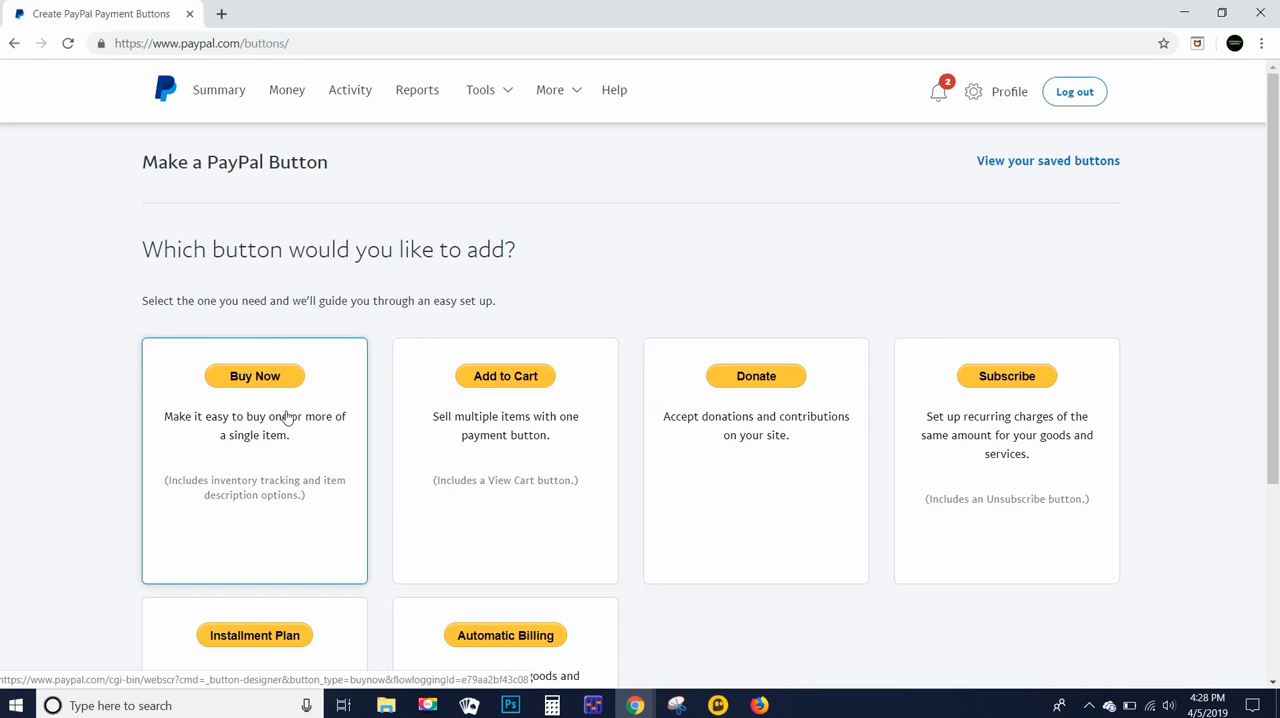 Create PayPal Payment Buttons
https://www.paypal.com/buttons/
Summary Money Activity Reports Tools More Help
2
Profile
Log out
Make a PayPal Button
View your saved buttons
Which button would you like to add?
Select the one you need and we'll guide you through an easy set up.
Buy Now
Make it easy to buy one or more of
a single item.
(Includes inventory tracking and item
description options.)
Add to Cart
Sell multiple items with one
payment button.
(Includes a View Cart button.)
Donate
Accept donations and contributions
on your site.
Subscribe
Set up recurring charges of the
same amount for your goods and
services.
(Includes an Unsubscribe button.)
Installment Plan
Automatic Billing
goods and
https://www.paypal.com/cgi-bin/webscr?cmd=_button-designer&button_type=buynow&flowloggingId=e79aa2bf43c08
Type here to search
Ps
4:28 PM
4/5/2019